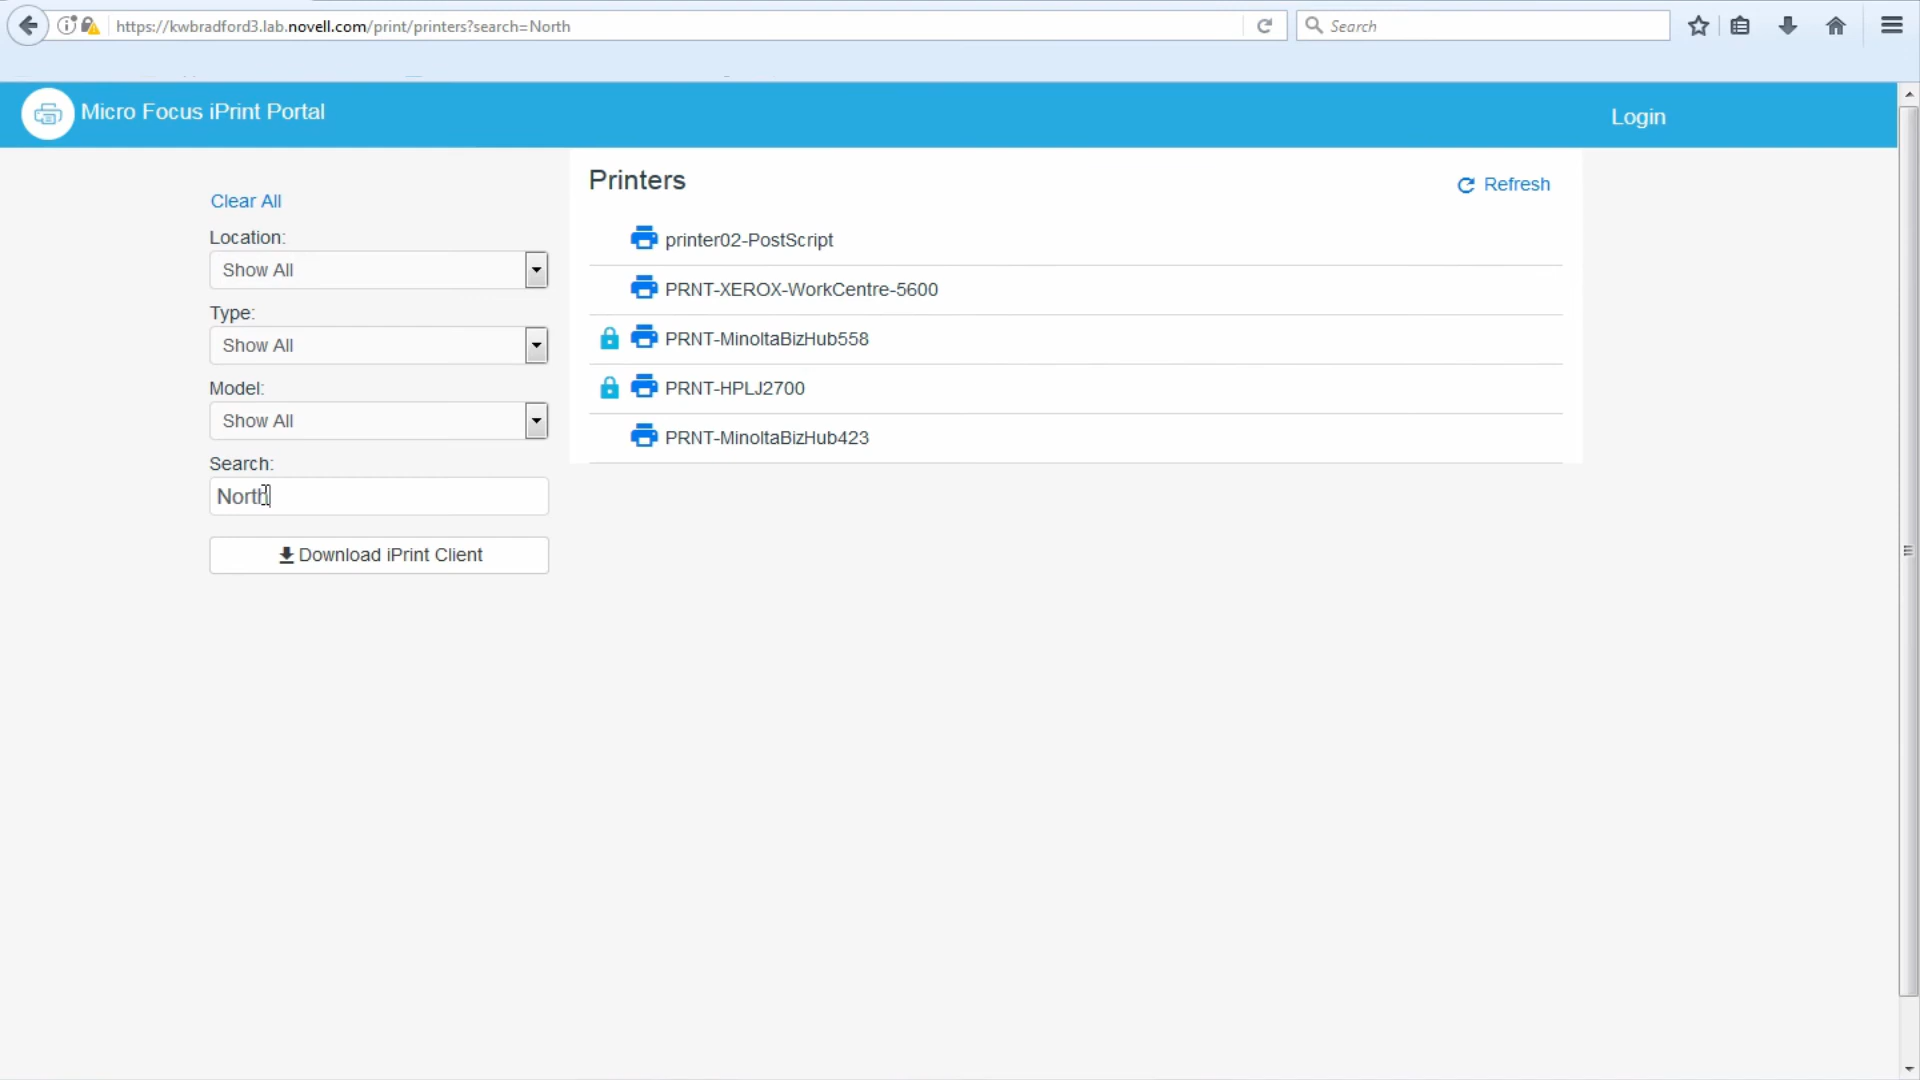 https://kwbradford3.lab.novell.com/print/printers?search=North
Search
Micro Focus iPrint Portal
Login
Clear All
Location:
Show All
Type:
Show All
Model:
Show All
Search:
North
Download iPrint Client
Printers
Refresh
printer02-PostScript
PRNT-XEROX-WorkCentre-5600
PRNT-MinoltaBizHub558
PRNT-HPLJ2700
PRNT-MinoltaBizHub423